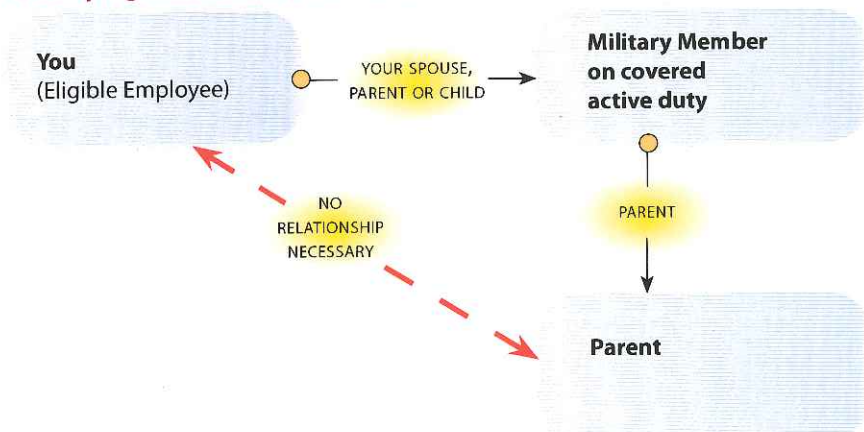 You
(Eligible Employee)
YOUR SPOUSE,
PARENT OR CHILD
Military Member
on covered
active duty
NO
RELATIONSHIP
NECESSARY
PARENT
Parent